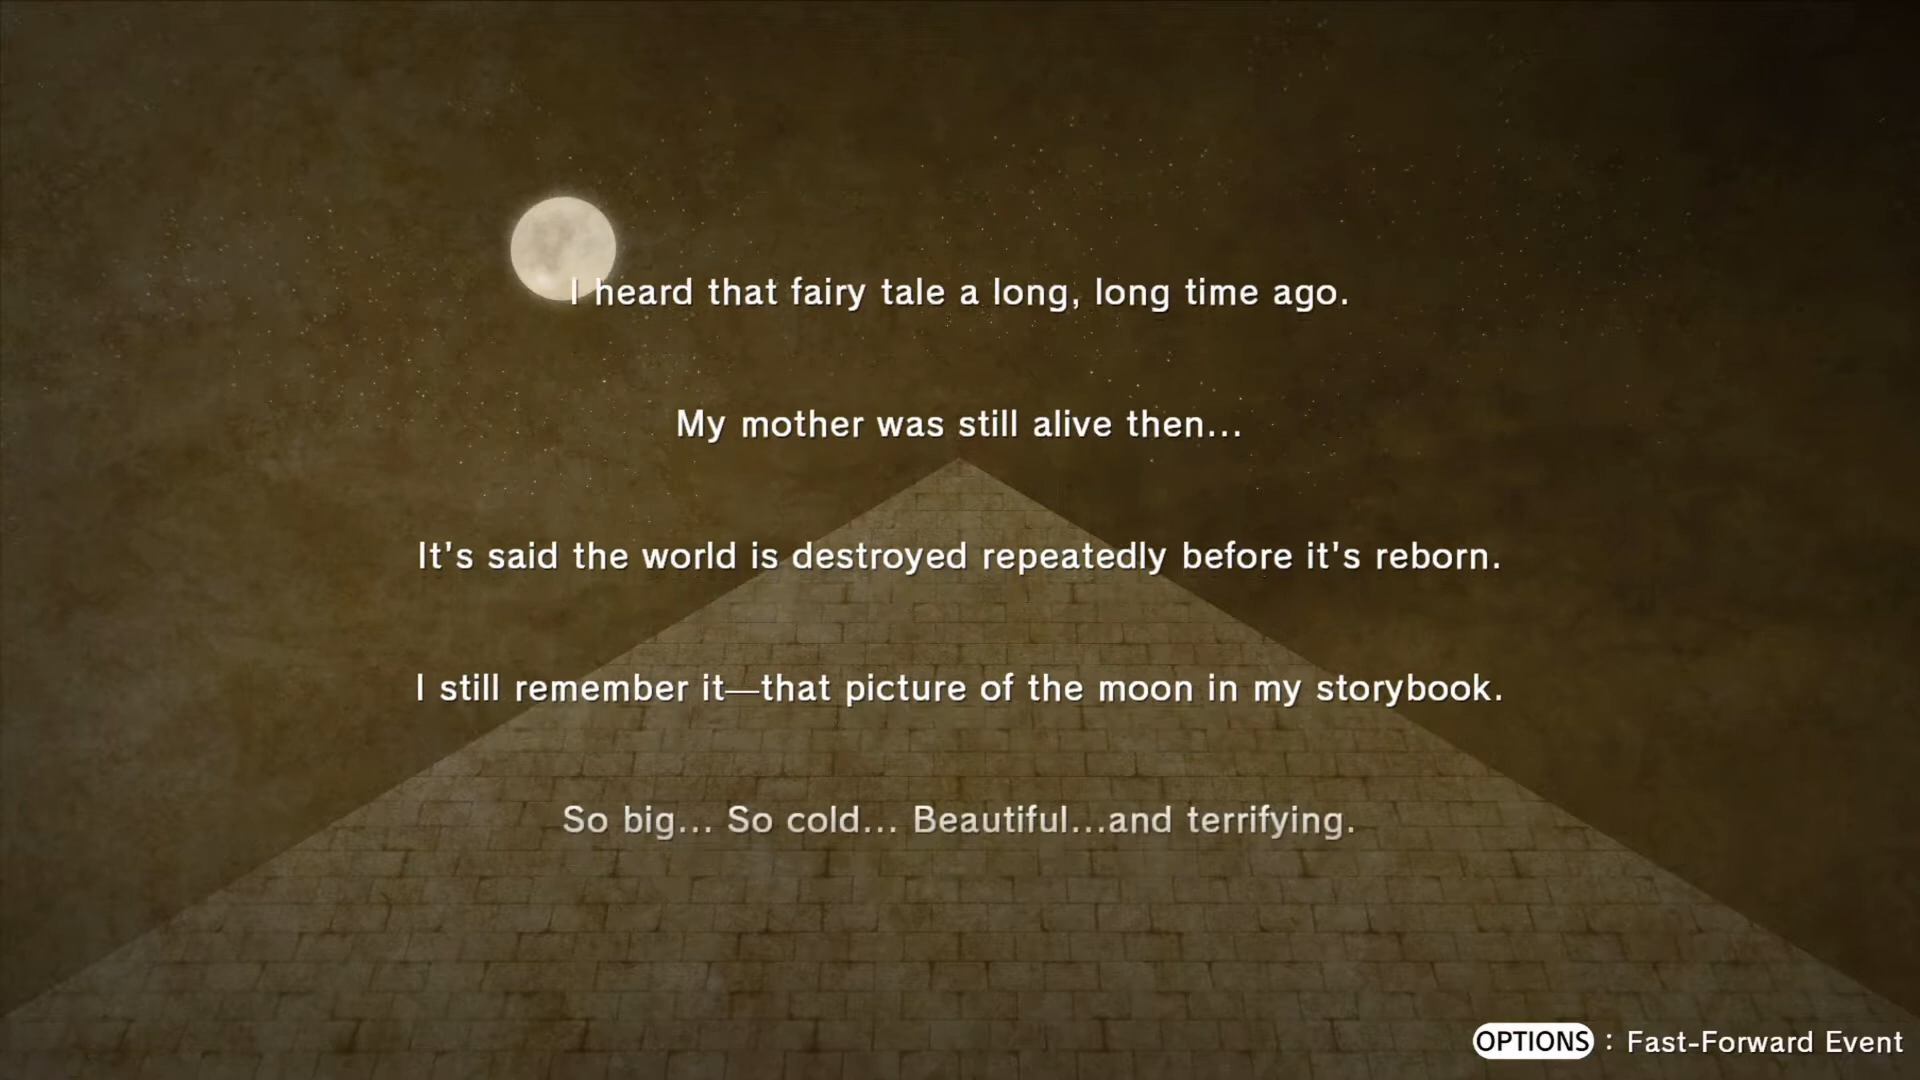 I heard that fairy tale a long, long time ago.
My mother was still alive then...
It's said the world is destroyed repeatedly before it's reborn.
I still remember it—that picture of the moon in my storybook.
So big... So cold... Beautiful...and terrifying.
OPTIONS : Fast-Forward Event